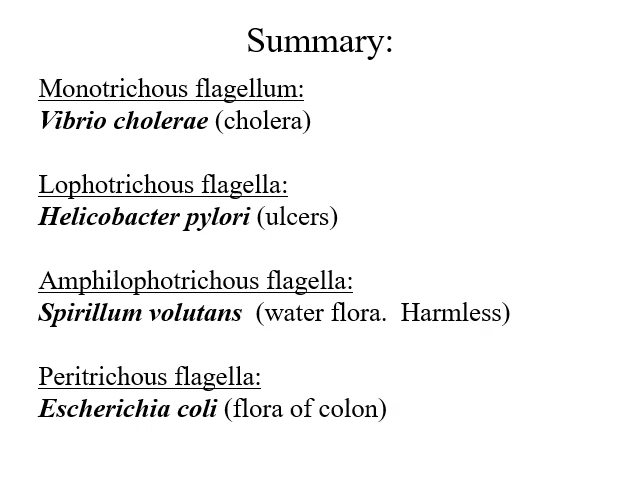 Summary:
Monotrichous flagellum:
Vibrio cholerae (cholera)
Lophotrichous flagella:
Helicobacter pylori (ulcers)
Amphilophotrichous flagella:
Spirillum volutans  (water flora.  Harmless)
Peritrichous flagella:
Escherichia coli (flora of colon)